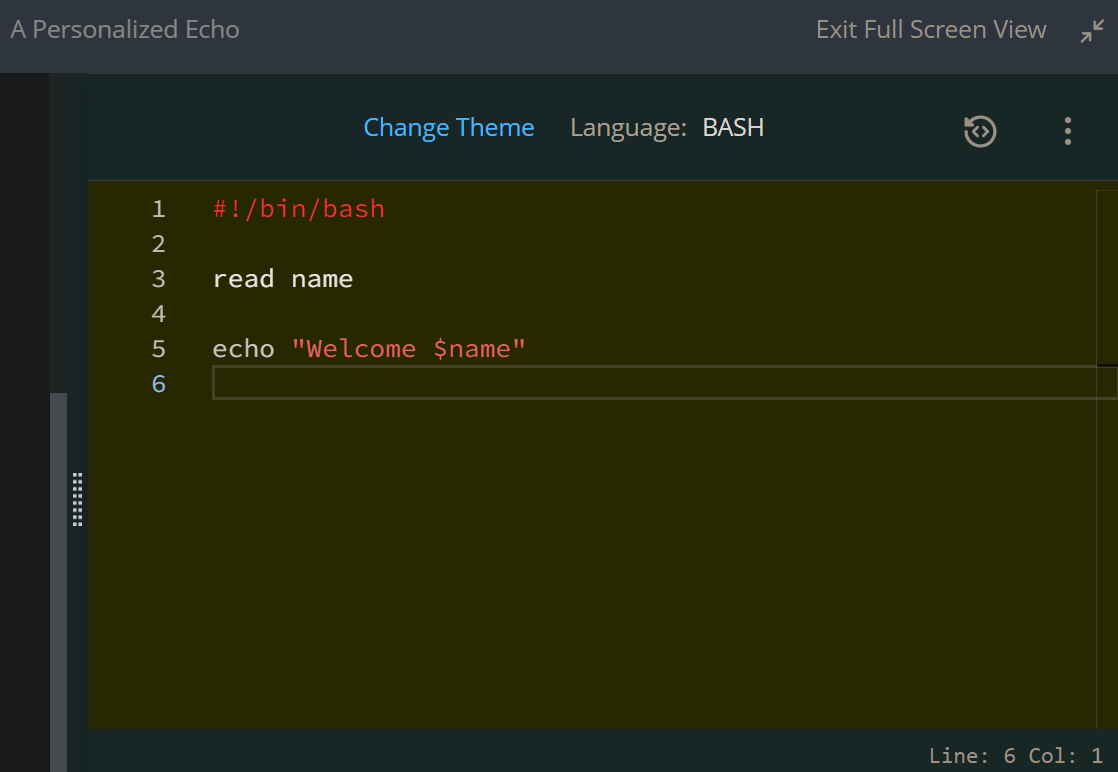 A Personalized Echo
Exit Full Screen View
Change Theme Language: BASH
1 #!/bin/bash
2
3 read name
4
5 echo "Welcome $name"
6
Line: 6 Col: 1